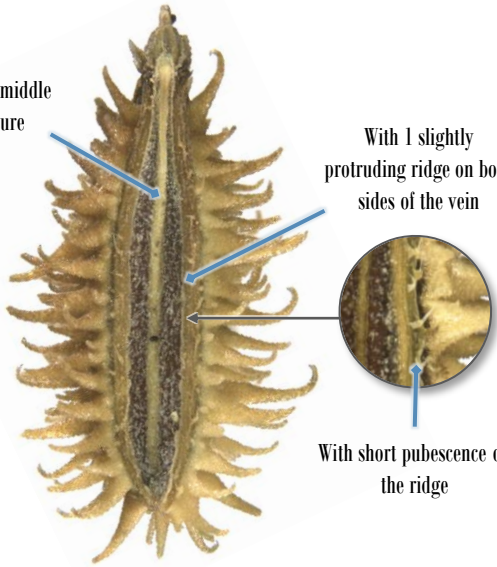 middle
ure
With 1 slightly
protruding ridge on bo
sides of the vein
With short pubescence o
the ridge